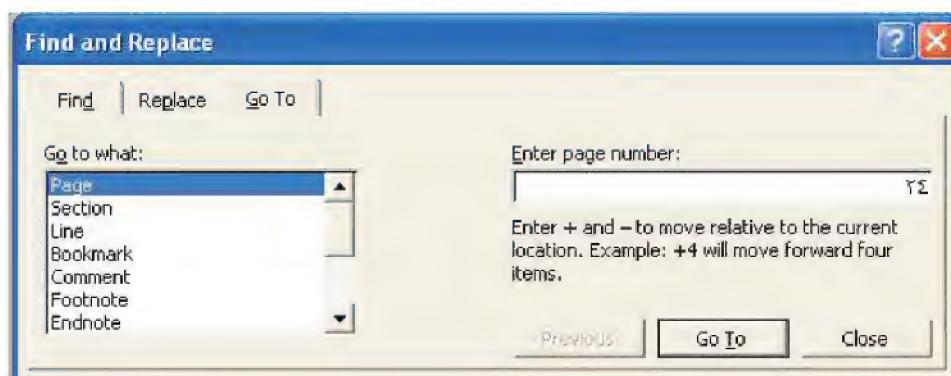 Find and Replace
Find Replace Go To
Go to what:
Page
Section
Line
Bookmark
Comment
Footnote
Endnote
Enter page number:
٢٤
Enter + and – to move relative to the current
location. Example: +4 will move forward four
items.
Previous Go To Close